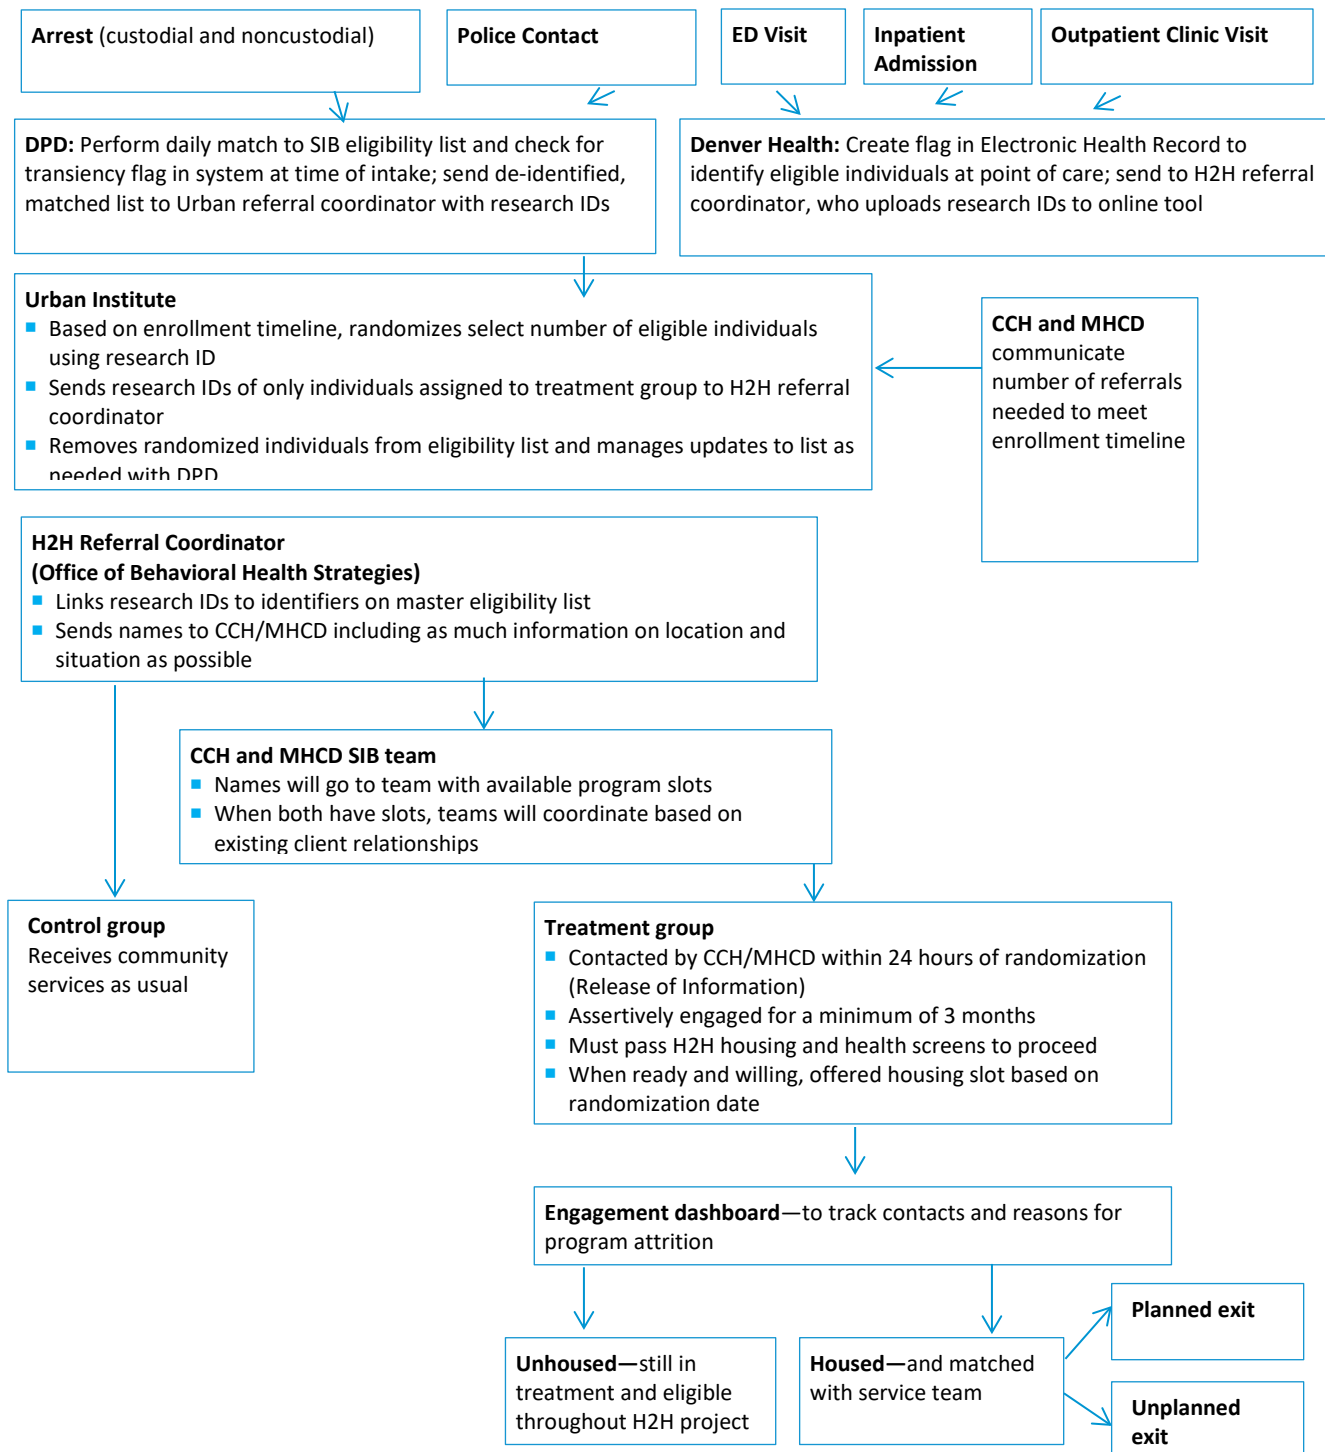 Arrest (custodial and noncustodial)
Police Contact
ED Visit
Inpatient
Admission
Outpatient Clinic Visit
DPD: Perform daily match to SIB eligibility list and check for
transiency flag in system at time of intake; send de-identified,
matched list to Urban referral coordinator with research IDs
Denver Health: Create flag in Electronic Health Record to
identify eligible individuals at point of care; send to H2H referral
coordinator, who uploads research IDs to online tool
Urban Institute
■ Based on enrollment timeline, randomizes select number of eligible individuals
using research ID
■ Sends research IDs of only individuals assigned to treatment group to H2H referral
coordinator
■ Removes randomized individuals from eligibility list and manages updates to list as
needed with DPD
CCH and MHCD
communicate
number of referrals
needed to meet
enrollment timeline
H2H Referral Coordinator
(Office of Behavioral Health Strategies)
■ Links research IDs to identifiers on master eligibility list
■ Sends names to CCH/MHCD including as much information on location and
situation as possible
CCH and MHCD SIB team
■ Names will go to team with available program slots
■ When both have slots, teams will coordinate based on
existing client relationships
Control group
Receives community
services as usual
Treatment group
■ Contacted by CCH/MHCD within 24 hours of randomization
(Release of Information)
■ Assertively engaged for a minimum of 3 months
■ Must pass H2H housing and health screens to proceed
■ When ready and willing, offered housing slot based on
randomization date
Engagement dashboard—to track contacts and reasons for
program attrition
Unhoused—still in
treatment and eligible
throughout H2H project
Housed—and matched
with service team
Planned exit
Unplanned
exit